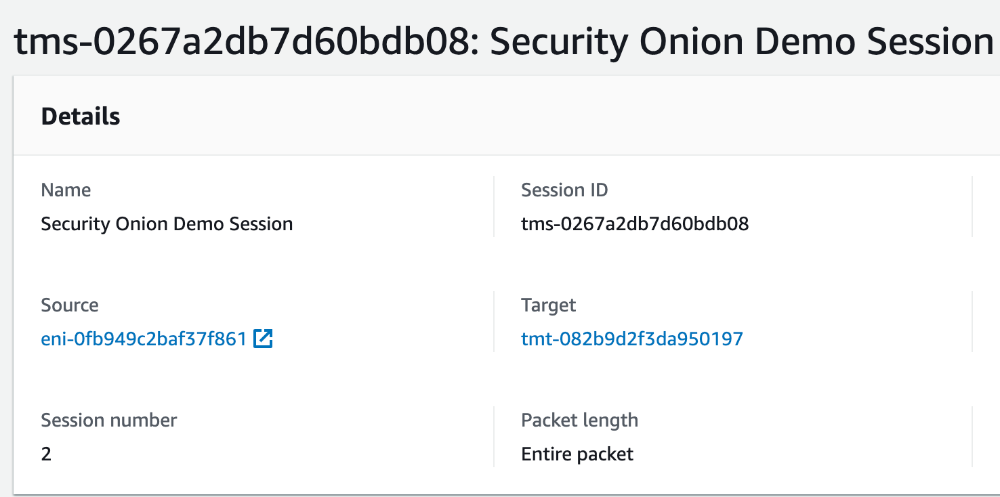 tms-0267a2db7d60bdb08: Security Onion Demo Session
Details
Name
Security Onion Demo Session
Session ID
tms-0267a2db7d60bdb08
Source
eni-0fb949c2baf37f861
Target
tmt-082b9d2f3da950197
Session number
2
Packet length
Entire packet